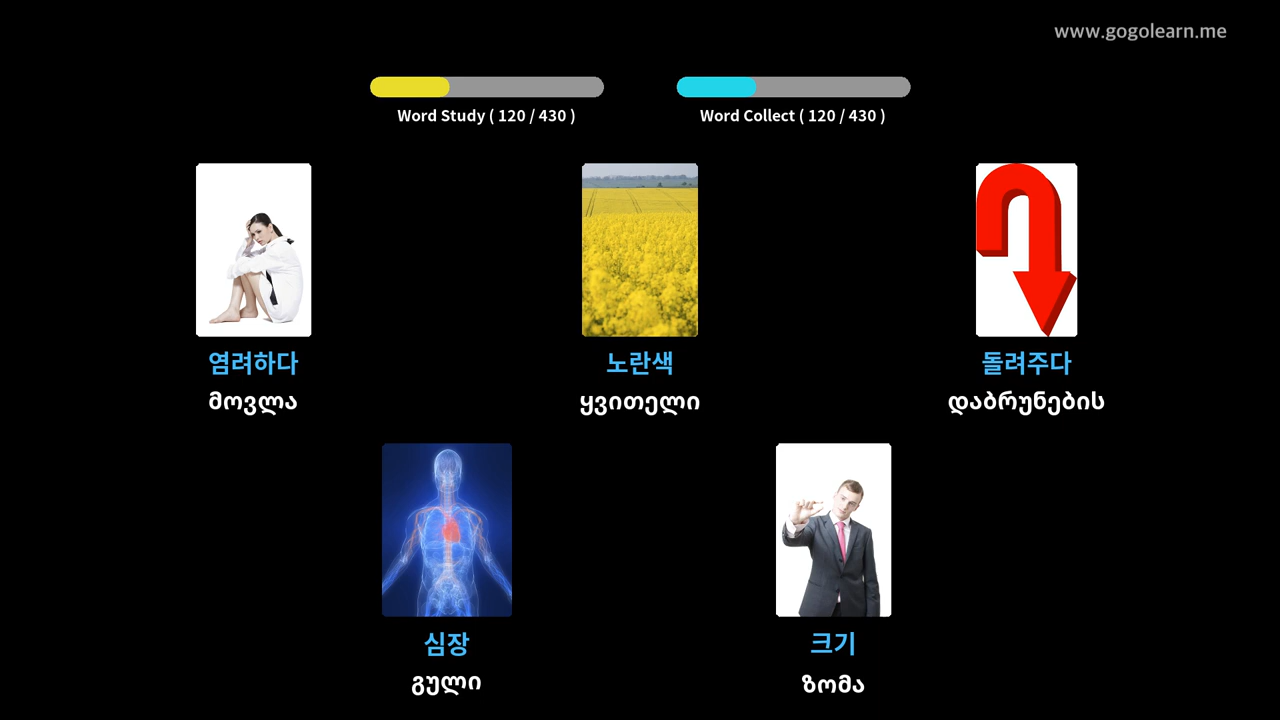 www.gogolearn.me
Word Study ( 120 / 430 )
Word Collect ( 120 / 430 )
염려하다
მოვლა
노란색
ყვითელი
돌려주다
დაბრუნების
심장
გული
크기
ზომა